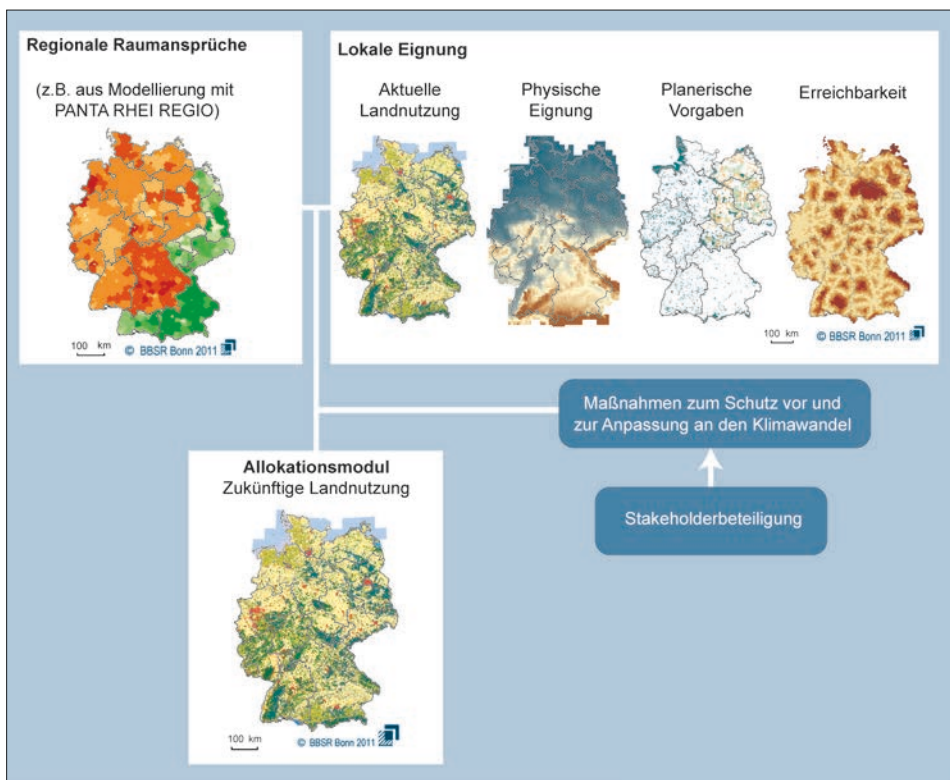 Regionale Raumansprüche
(z.B. aus Modellierung mit
PANTA RHEI REGIO)
100 km
© BBSR Bonn 2011
Lokale Eignung
Aktuelle
Landnutzung
Physische
Eignung
Planerische
Vorgaben
Erreichbarkeit
100 km
© BBSR Bonn 2011
Maßnahmen zum Schutz vor und
zur Anpassung an den Klimawandel
Stakeholderbeteiligung
Allokationsmodul
Zukünftige Landnutzung
100 km
© BBSR Bonn 2011